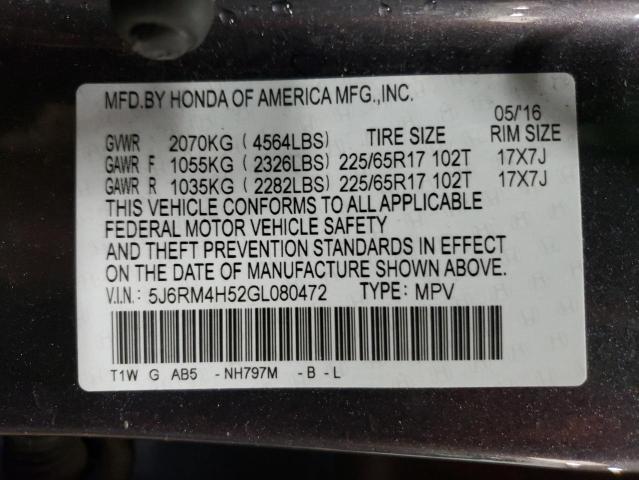 MFD.BY HONDA OF AMERICA MFG.,INC.
05/'16
GVWR 2070KG ( 4564LBS) TIRE SIZE RIM SIZE
GAWR F 1055KG ( 2326LBS) 225/65R17 102T 17X7J
GAWR R 1035KG ( 2282LBS) 225/65R17 102T 17X7J
THIS VEHICLE CONFORMS TO ALL APPLICABLE
FEDERAL MOTOR VEHICLE SAFETY
AND THEFT PREVENTION STANDARDS IN EFFECT
ON THE DATE OF MANUFACTURE SHOWN ABOVE.
V.I.N.: 5J6RM4H52GL080472 TYPE: MPV
T1W G AB5 -NH797M -B -L